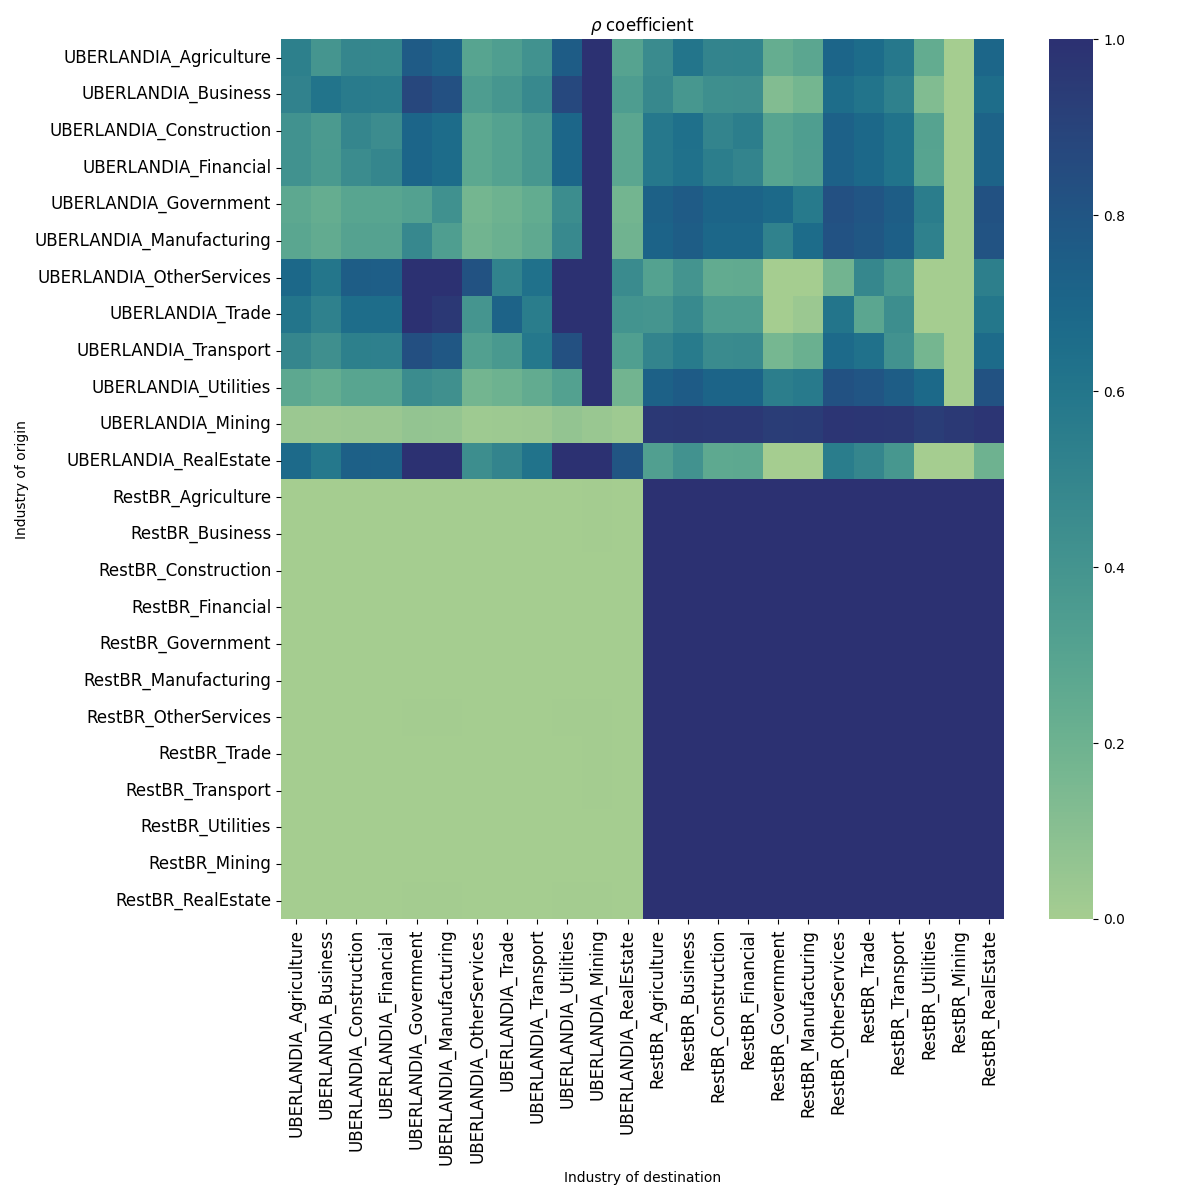 ρ coefficient
UBERLANDIA_Agriculture
UBERLANDIA_Business
UBERLANDIA_Construction
UBERLANDIA_Financial
UBERLANDIA_Government
UBERLANDIA_Manufacturing
UBERLANDIA_OtherServices
UBERLANDIA_Trade
UBERLANDIA_Transport
UBERLANDIA_Utilities
UBERLANDIA_Mining
UBERLANDIA_RealEstate
RestBR_Agriculture
RestBR_Business
RestBR_Construction
RestBR_Financial
RestBR_Government
RestBR_Manufacturing
RestBR_OtherServices
RestBR_Trade
RestBR_Transport
RestBR_Utilities
RestBR_Mining
RestBR_RealEstate
Industry of origin
UBERLANDIA_Agriculture
UBERLANDIA_Business
UBERLANDIA_Construction
UBERLANDIA_Financial
UBERLANDIA_Government
UBERLANDIA_Manufacturing
UBERLANDIA_OtherServices
UBERLANDIA_Trade
UBERLANDIA_Transport
UBERLANDIA_Utilities
UBERLANDIA_Mining
UBERLANDIA_RealEstate
RestBR_Agriculture
RestBR_Business
RestBR_Construction
RestBR_Financial
RestBR_Government
RestBR_Manufacturing
RestBR_OtherServices
RestBR_Trade
RestBR_Transport
RestBR_Utilities
RestBR_Mining
RestBR_RealEstate
Industry of destination
1.0
0.8
0.6
0.4
0.2
0.0